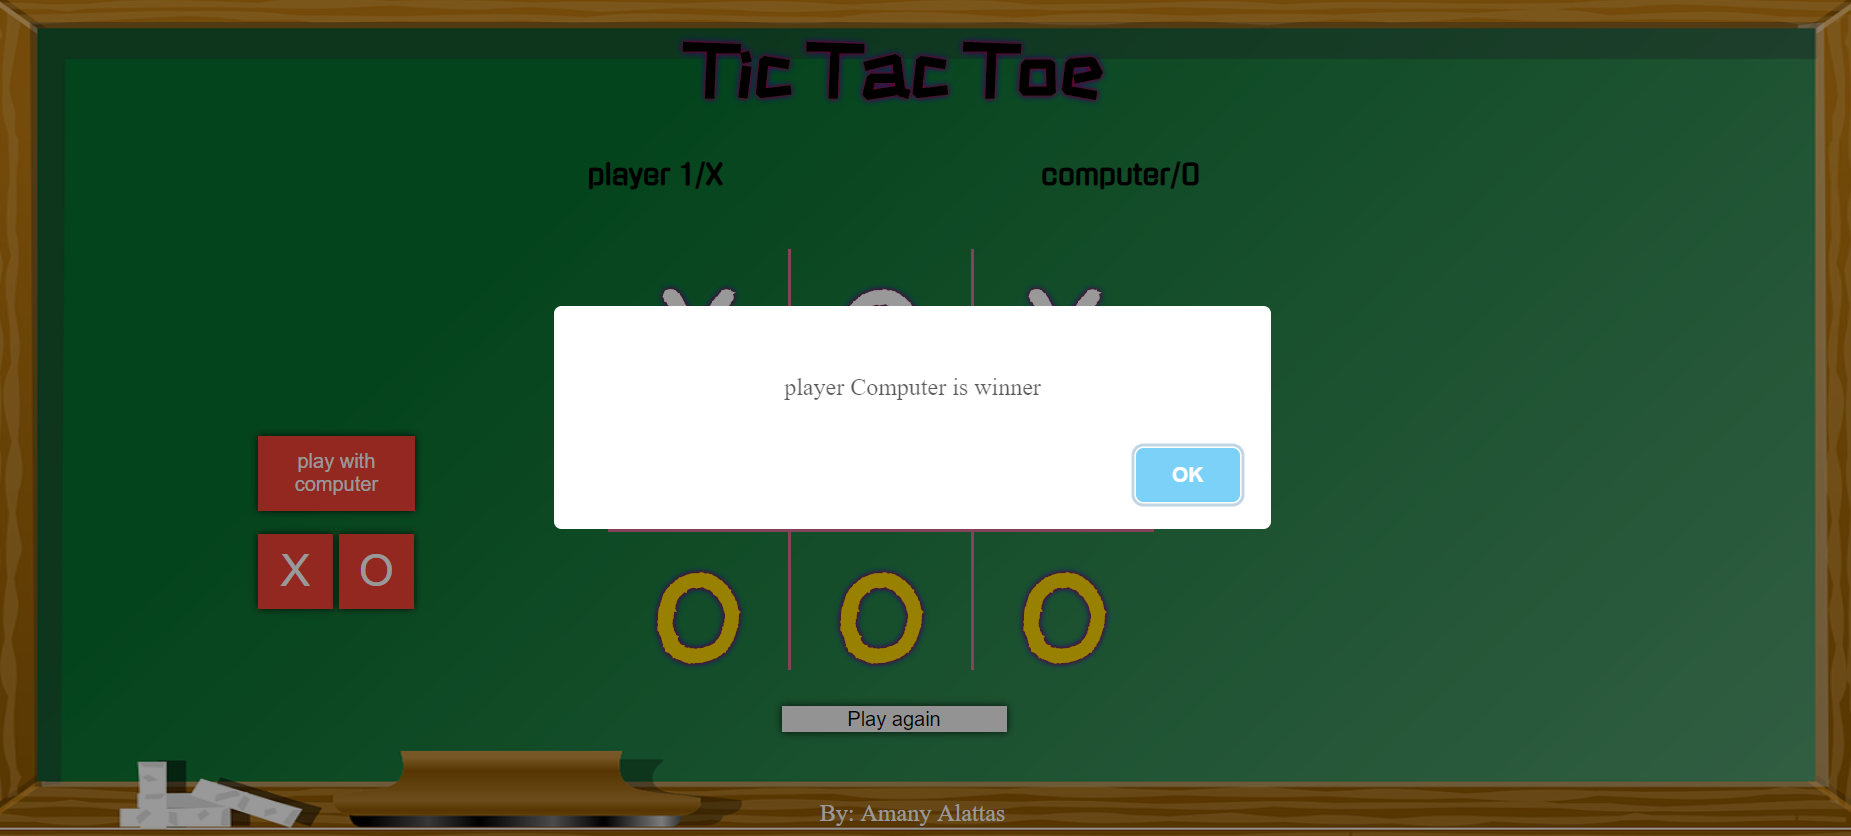 Tic Tac Toe
player 1/X computer/O
X O X
player Computer is winner
OK
play with
computer
X O
O O O
Play again
By: Amany Alattas